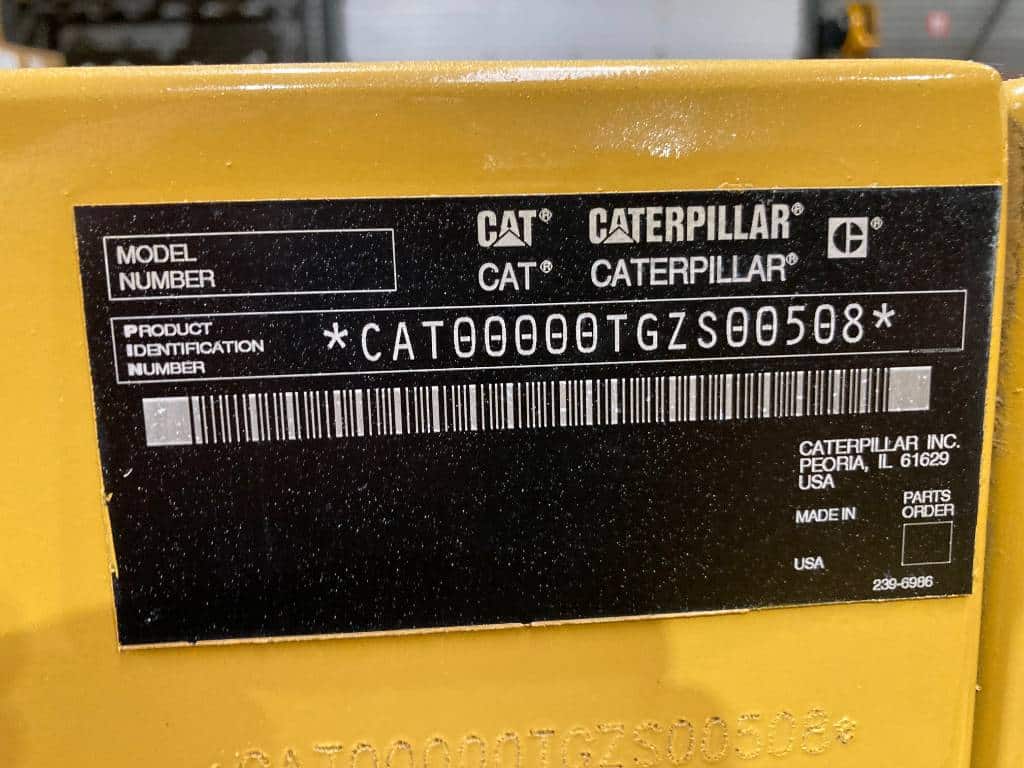 MODEL
NUMBER
CAT® CATERPILLAR® C®
CAT® CATERPILLAR®
PRODUCT
IDENTIFICATION
NUMBER
*CAT00000TGZS00508*
CATERPILLAR INC.
PEORIA, IL 61629
USA
MADE IN
USA
PARTS
ORDER
239-6986
CAT00000TGZS00508*